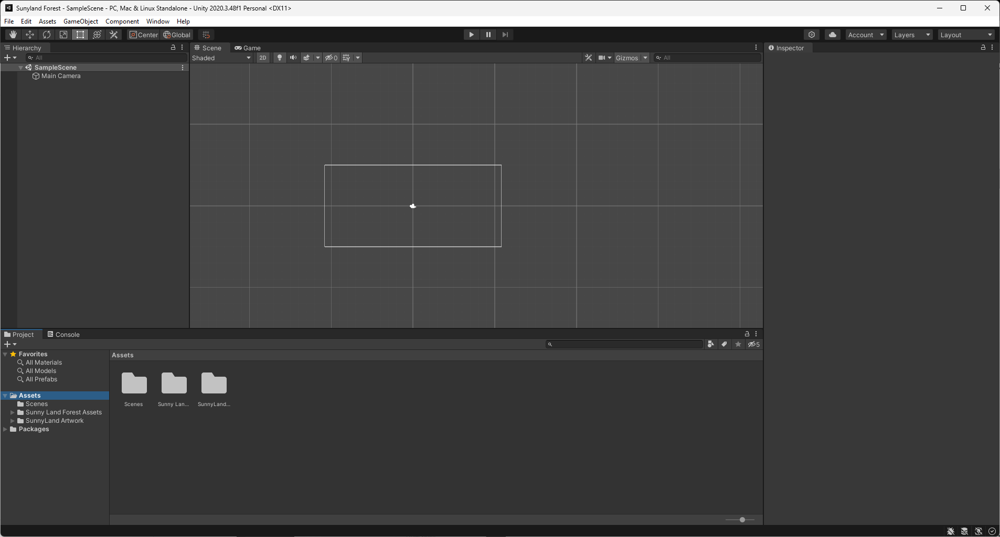 Sunyland Forest - SampleScene - PC, Mac & Linux Standalone - Unity 2020.3.48f1 Personal <DX11>
File Edit Assets GameObject Component Window Help
Center Global Account Layers Layout
Hierarchy
All
SampleScene
Main Camera
Scene Game
Shaded 2D 0 Gizmos All
Inspector
Project Console
5
Favorites
All Materials
All Models
All Prefabs
Assets
Scenes
Sunny Land Forest Assets
SunnyLand Artwork
Packages
Assets
Scenes Sunny Lan... SunnyLand...